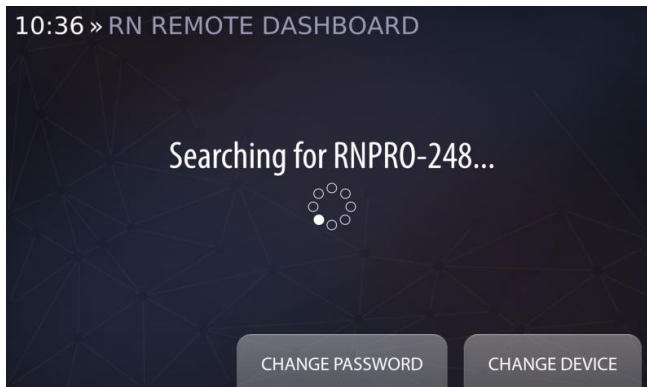 10:36 » RN REMOTE DASHBOARD
Searching for RNPRO-248...
CHANGE PASSWORD CHANGE DEVICE